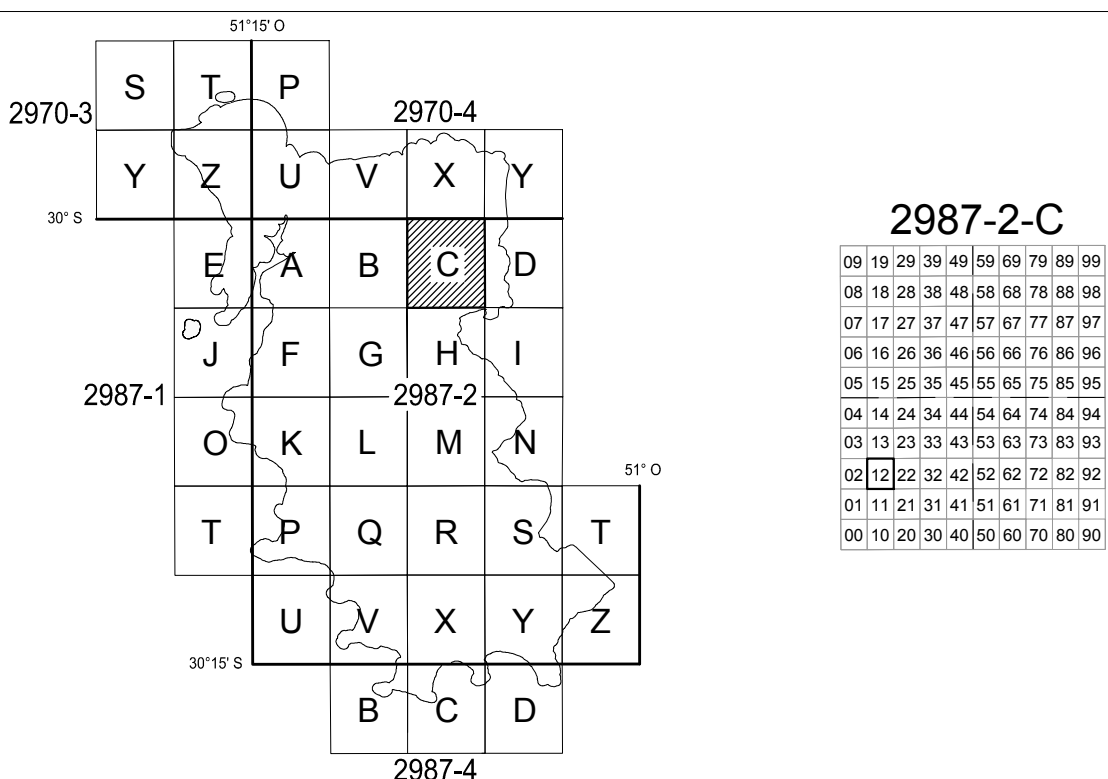 51°15' O
S T P
2970-3 2970-4
Y Z U V X Y
30° S
E A B C D
J F G H I
2987-1 2987-2
O K L M N
51° O
T P Q R S T
U V X Y Z
30°15' S
B C D
2987-4
2987-2-C
09 19 29 39 49 59 69 79 89 99
08 18 28 38 48 58 68 78 88 98
07 17 27 37 47 57 67 77 87 97
06 16 26 36 46 56 66 76 86 96
05 15 25 35 45 55 65 75 85 95
04 14 24 34 44 54 64 74 84 94
03 13 23 33 43 53 63 73 83 93
02 12 22 32 42 52 62 72 82 92
01 11 21 31 41 51 61 71 81 91
00 10 20 30 40 50 60 70 80 90